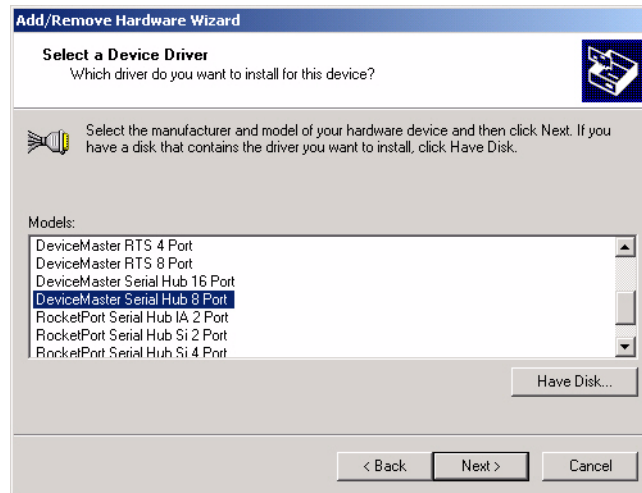 Add/Remove Hardware Wizard
Select a Device Driver
Which driver do you want to install for this device?
Select the manufacturer and model of your hardware device and then click Next. If you
have a disk that contains the driver you want to install, click Have Disk.
Models:
DeviceMaster RTS 4 Port
DeviceMaster RTS 8 Port
DeviceMaster Serial Hub 16 Port
DeviceMaster Serial Hub 8 Port
RocketPort Serial Hub IA 2 Port
RocketPort Serial Hub Si 2 Port
RocketPort Serial Hub Si 4 Port
Have Disk...
< Back
Next >
Cancel